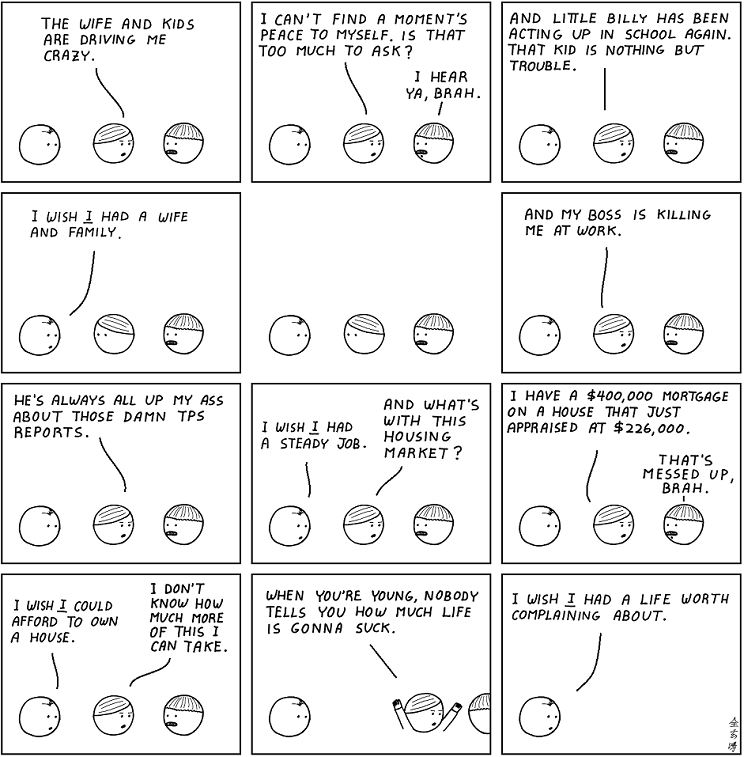 THE WIFE AND KIDS
ARE DRIVING ME
CRAZY.
I CAN'T FIND A MOMENT'S
PEACE TO MYSELF. IS THAT
TOO MUCH TO ASK?
I HEAR
YA, BRAH.
AND LITTLE BILLY HAS BEEN
ACTING UP IN SCHOOL AGAIN.
THAT KID IS NOTHING BUT
TROUBLE.
I WISH I HAD A WIFE
AND FAMILY.
AND MY BOSS IS KILLING
ME AT WORK.
HE'S ALWAYS ALL UP MY ASS
ABOUT THOSE DAMN TPS
REPORTS.
I WISH I HAD
A STEADY JOB.
AND WHAT'S
WITH THIS
HOUSING
MARKET?
I HAVE A $400,000 MORTGAGE
ON A HOUSE THAT JUST
APPRAISED AT $226,000.
THAT'S
MESSED UP,
BRAH.
I WISH I COULD
AFFORD TO OWN
A HOUSE.
I DON'T
KNOW HOW
MUCH MORE
OF THIS I
CAN TAKE.
WHEN YOU'RE YOUNG, NOBODY
TELLS YOU HOW MUCH LIFE
IS GONNA SUCK.
I WISH I HAD A LIFE WORTH
COMPLAINING ABOUT.